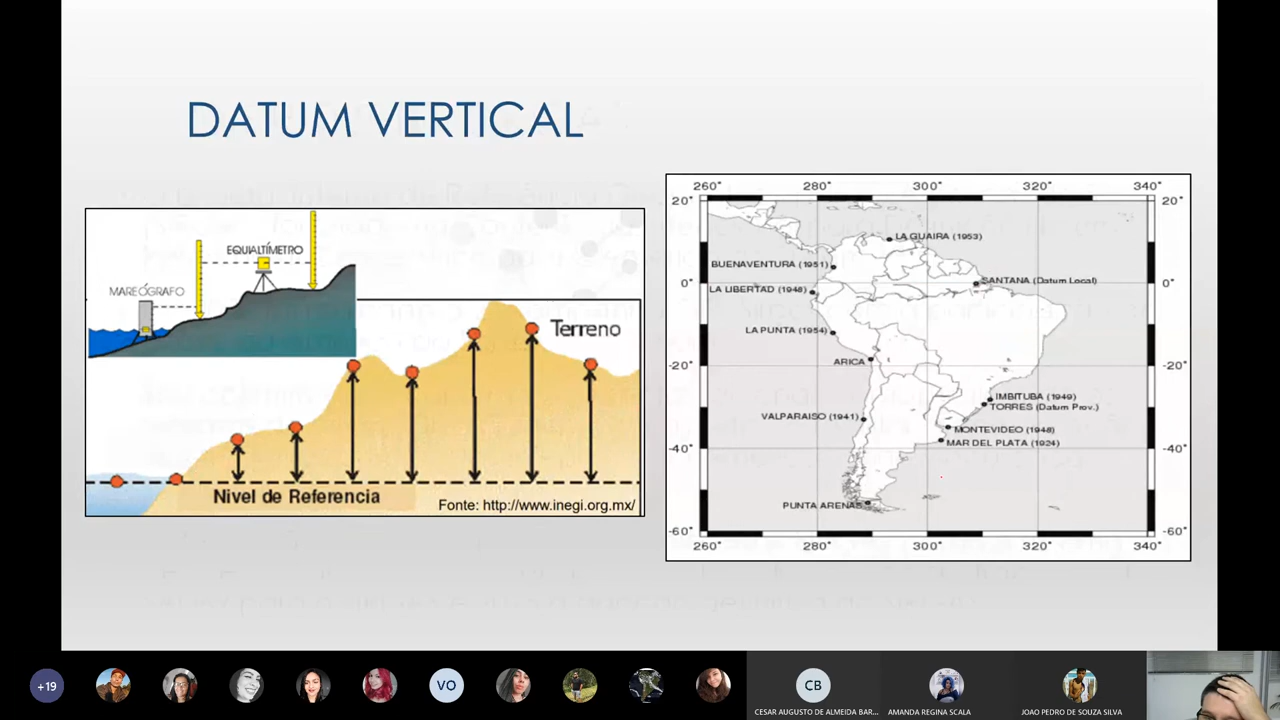 DATUM VERTICAL
EQUIALTÍMETRO
MAREÓGRAFO
Terreno
Nivel de Referencia
Fonte: http://www.inegi.org.mx/
260° 280° 300° 320° 340°
20° 20°
LA GUAIRA (1953)
BUENAVENTURA (1951)
SANTANA (Datum Local)
0° 0°
LA LIBERTAD (1948)
LA PUNTA (1954)
-20° -20°
ARICA
IMBITUBA (1949)
TORRES (Datum Prov.)
VALPARAISO (1941)
MONTEVIDEO (1948)
-40° -40°
MAR DEL PLATA (1924)
PUNTA ARENAS
-60° -60°
260° 280° 300° 320° 340°
+19
VO
CB
CESAR AUGUSTO DE ALMEIDA BAR...
AMANDA REGINA SCALA
JOAO PEDRO DE SOUZA SILVA